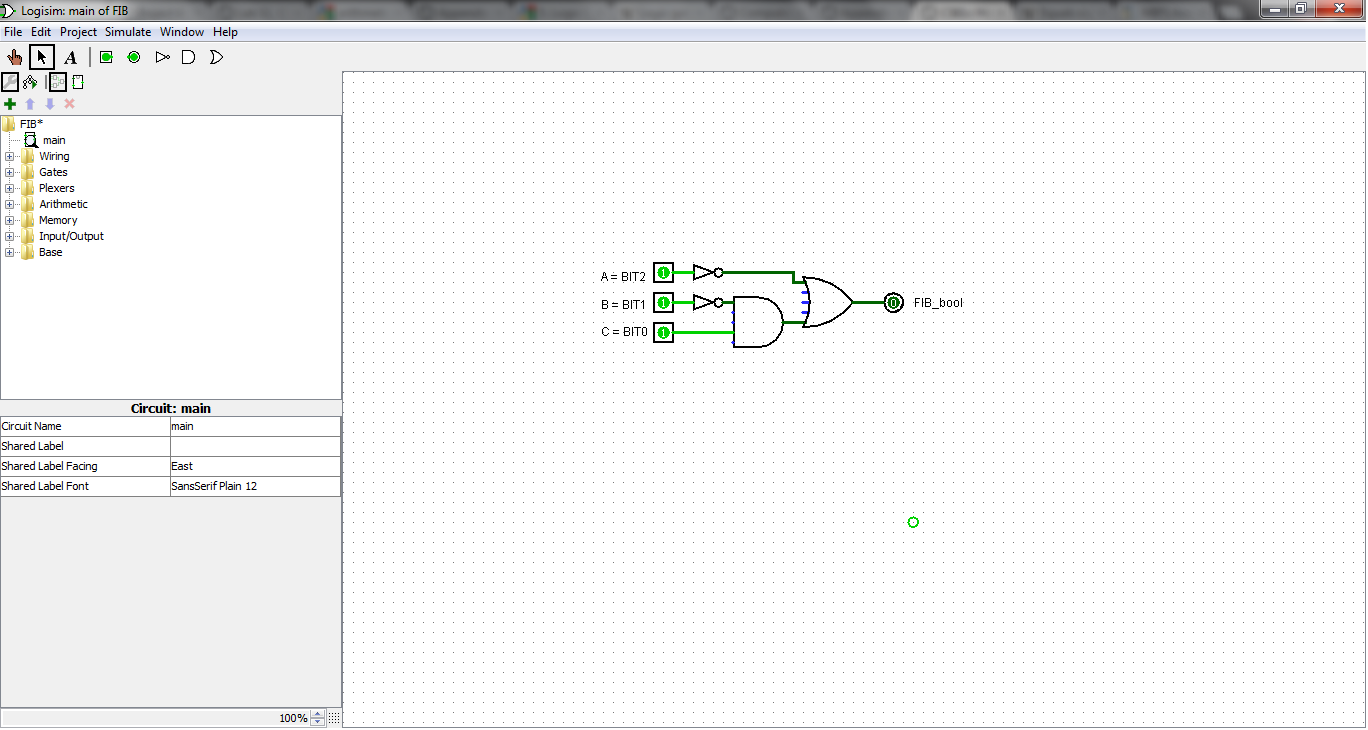 Logisim: main of FIB
File Edit Project Simulate Window Help
A
FIB*
main
Wiring
Gates
Plexers
Arithmetic
Memory
Input/Output
Base
Circuit: main
Circuit Name main
Shared Label
Shared Label Facing East
Shared Label Font SansSerif Plain 12
100%
A = BIT2 1
B = BIT1 1
C = BIT0 1
0 FIB_bool